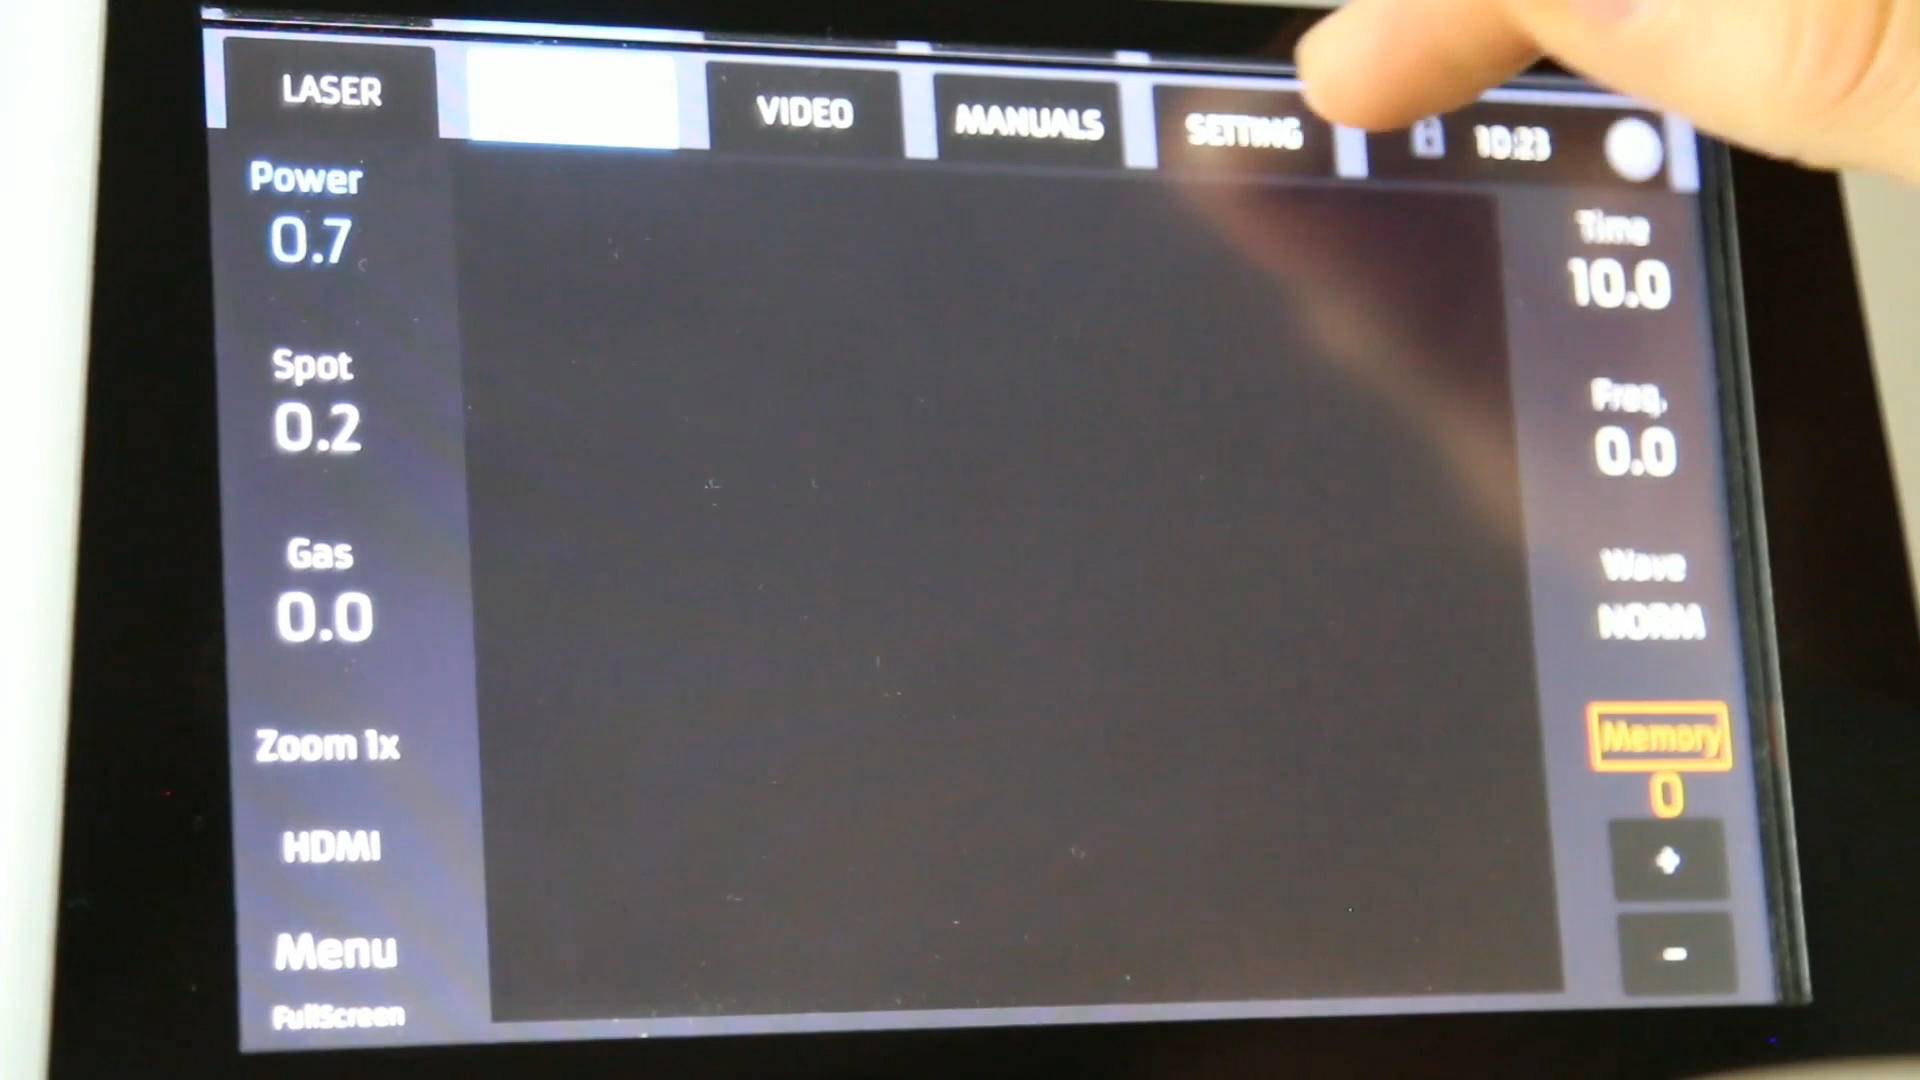 LASER
VIDEO
MANUALS
SETTING
10:23
Power
0.7
Spot
0.2
Gas
0.0
Zoom 1x
HDMI
Menu
FullScreen
Time
10.0
Freq.
0.0
Wave
NORM
Memory
0
+
-